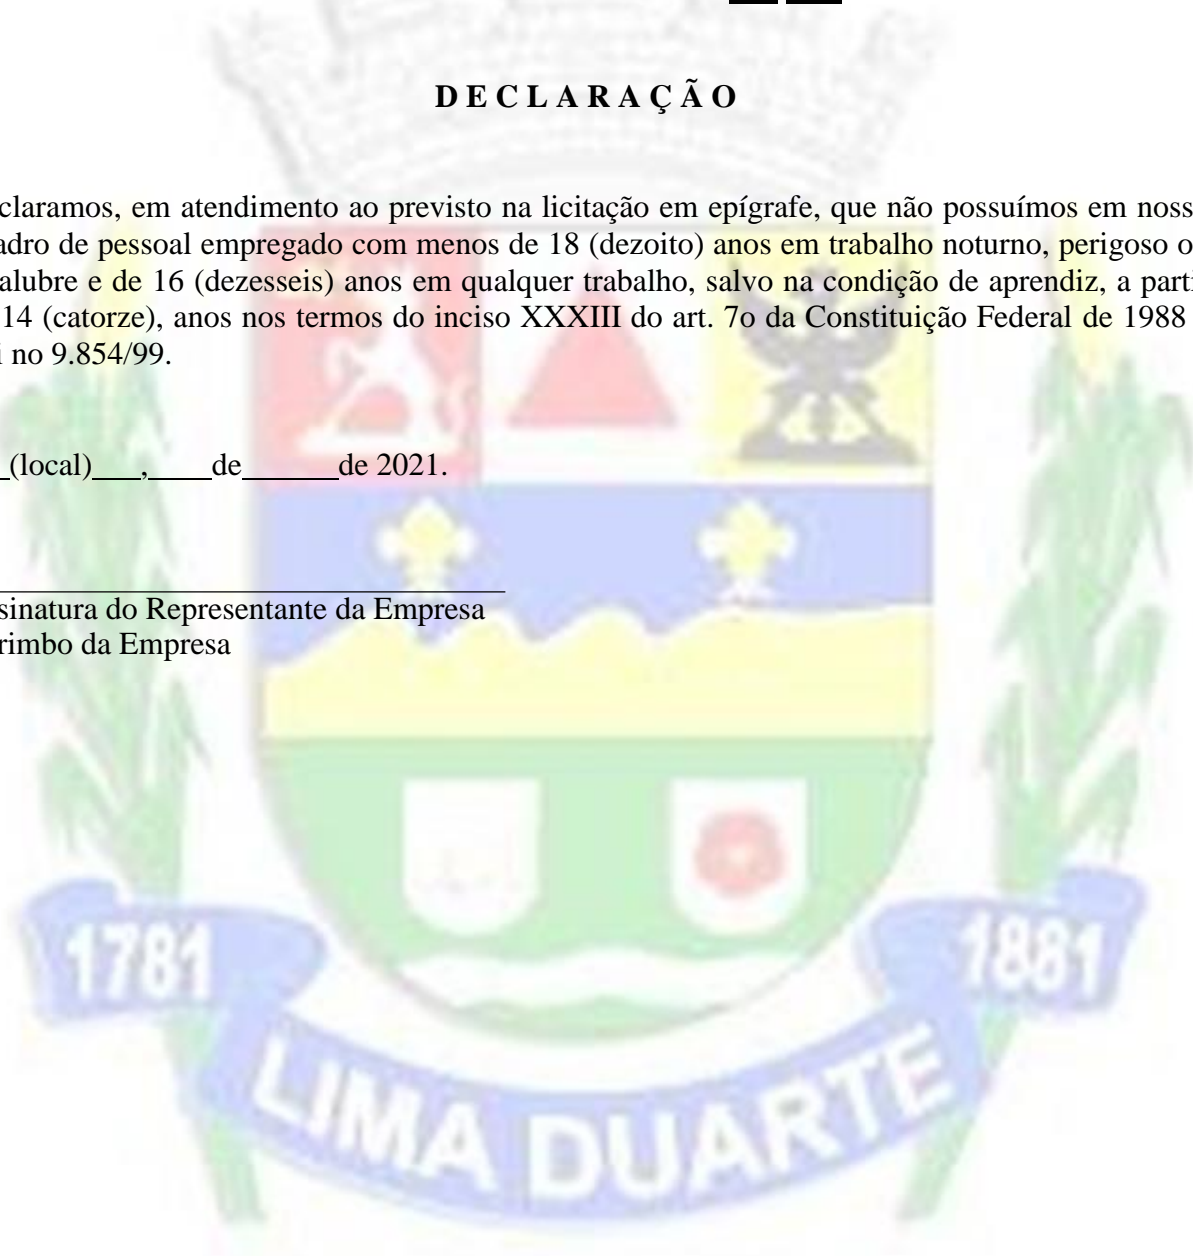 D E C L A R A Ç Ã O
claramos, em atendimento ao previsto na licitação em epígrafe, que não possuímos em noss
adro de pessoal empregado com menos de 18 (dezoito) anos em trabalho noturno, perigoso o
alubre e de 16 (dezesseis) anos em qualquer trabalho, salvo na condição de aprendiz, a parti
14 (catorze), anos nos termos do inciso XXXIII do art. 7o da Constituição Federal de 1988
i no 9.854/99.
_(local)___,____de______de 2021.
sinatura do Representante da Empresa
rimbo da Empresa
1781
1881
LIMA DUARTE